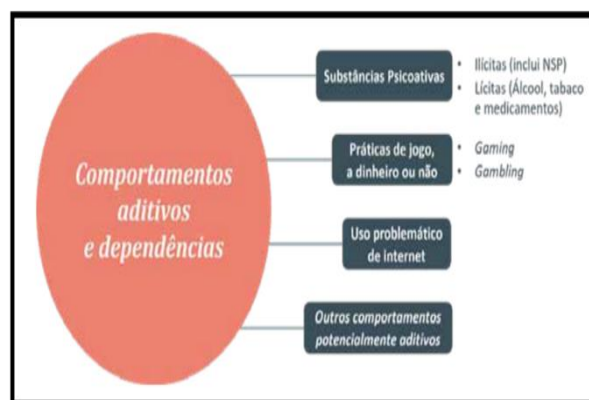 Comportamentos
aditivos
e dependências
Substâncias Psicoativas
• Ilícitas (inclui NSP)
• Lícitas (Álcool, tabaco
e medicamentos)
Práticas de jogo,
a dinheiro ou não
• Gaming
• Gambling
Uso problemático
de internet
Outros comportamentos
potencialmente aditivos